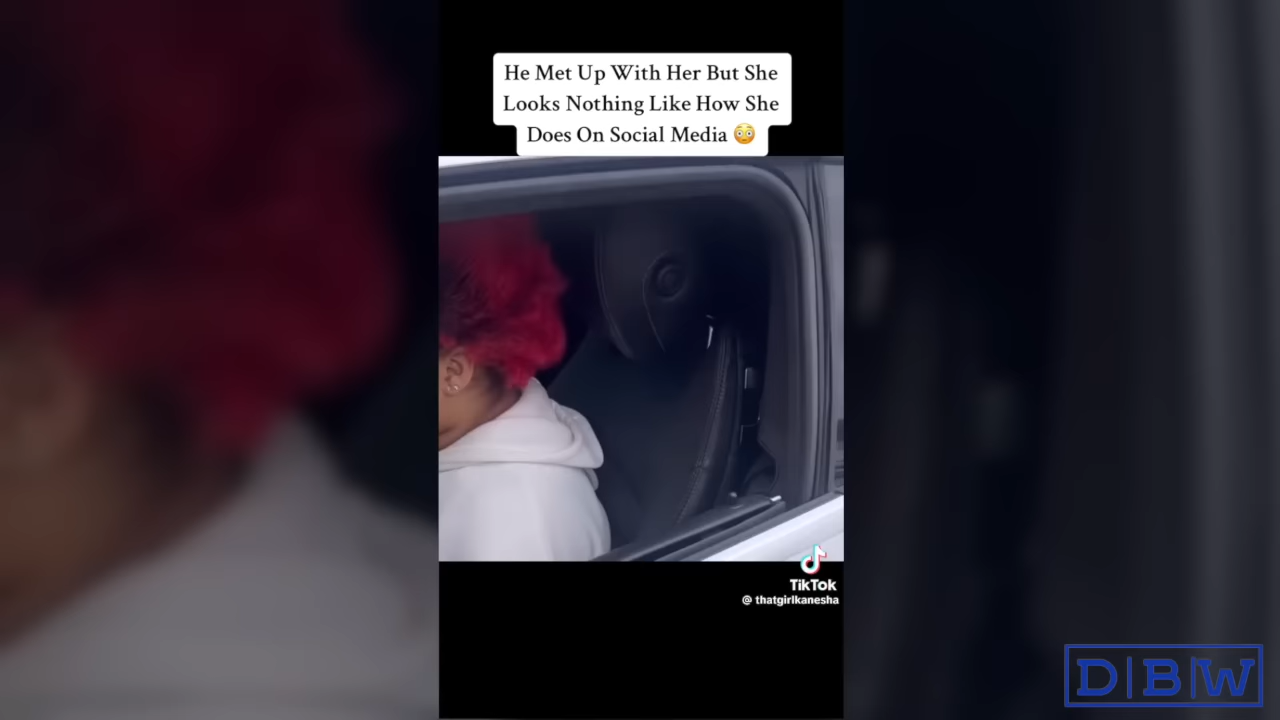 He Met Up With Her But She
Looks Nothing Like How She
Does On Social Media 😳
TikTok
@ thatgirlkanesha
D|B|W